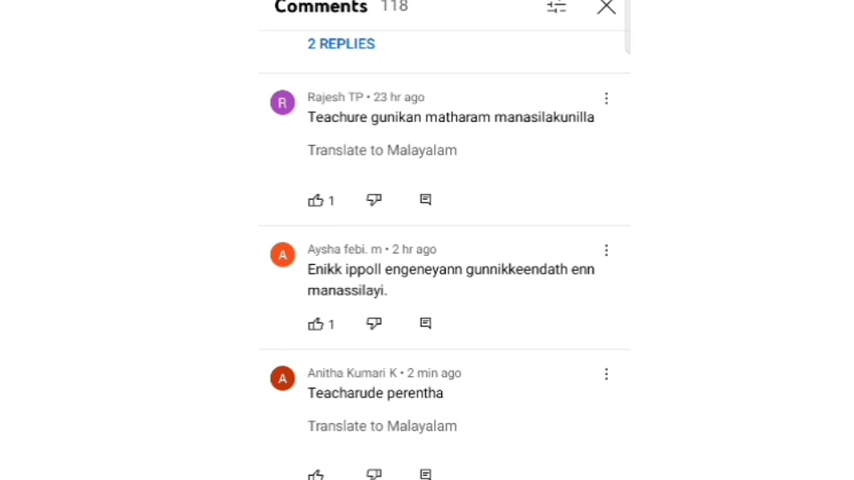 Comments 118
2 REPLIES
Rajesh TP • 23 hr ago
Teachure gunikan matharam manasilakunilla
Translate to Malayalam
1
Aysha febi. m • 2 hr ago
Enikk ippoll engeneyann gunnikkeendath enn
manassilayi.
1
Anitha Kumari K • 2 min ago
Teacharude perentha
Translate to Malayalam